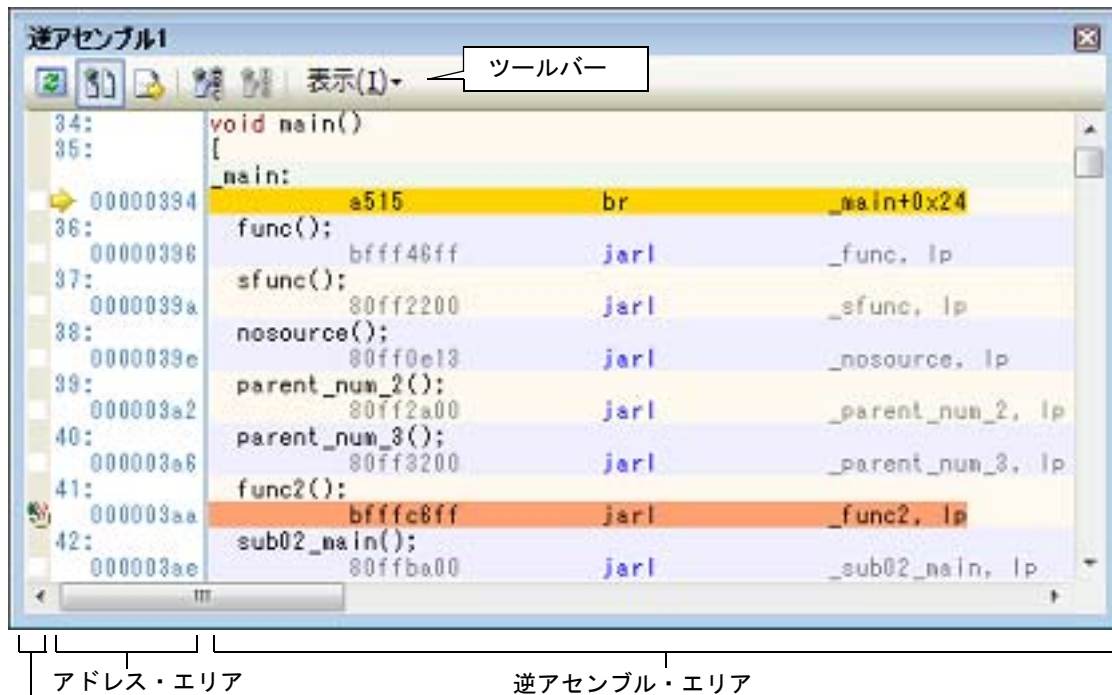 逆アセンブル1
表示(I)
ツールバー
34: void main()
35: {
_main:
00000394 a515 br _main+0x24
36: func();
00000396 bfff46ff jarl _func, lp
37: sfunc();
0000039a 80ff2200 jarl _sfunc, lp
38: nosource();
0000039e 80ff0e13 jarl _nosource, lp
39: parent_num_2();
000003a2 80ff2a00 jarl _parent_num_2, lp
40: parent_num_3();
000003a6 80ff3200 jarl _parent_num_3, lp
41: func2();
000003aa bfffc6ff jarl _func2, lp
42: sub02_main();
000003ae 80ffba00 jarl _sub02_main, lp
アドレス・エリア
逆アセンブル・エリア